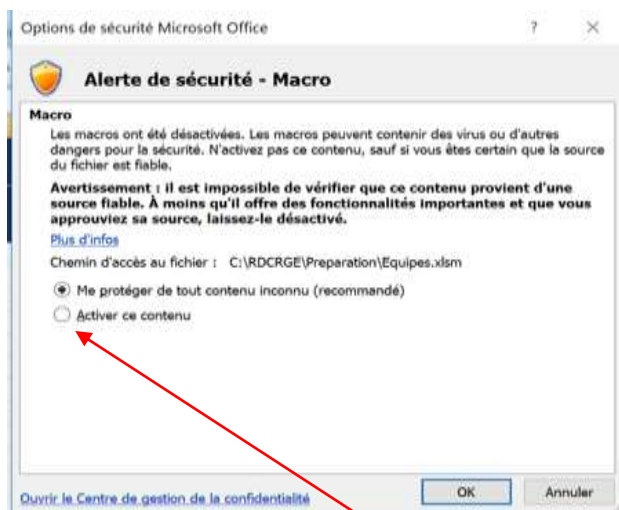 Options de sécurité Microsoft Office ? ×
Alerte de sécurité - Macro
Macro
Les macros ont été désactivées. Les macros peuvent contenir des virus ou d'autres
dangers pour la sécurité. N'activez pas ce contenu, sauf si vous êtes certain que la source
du fichier est fiable.
Avertissement : il est impossible de vérifier que ce contenu provient d'une
source fiable. À moins qu'il offre des fonctionnalités importantes et que vous
approuviez sa source, laissez-le désactivé.
Plus d'infos
Chemin d'accès au fichier : C:\RDCRGE\Preparation\Equipes.xlsm
Me protéger de tout contenu inconnu (recommandé)
Activer ce contenu
Ouvrir le Centre de gestion de la confidentialité OK Annuler